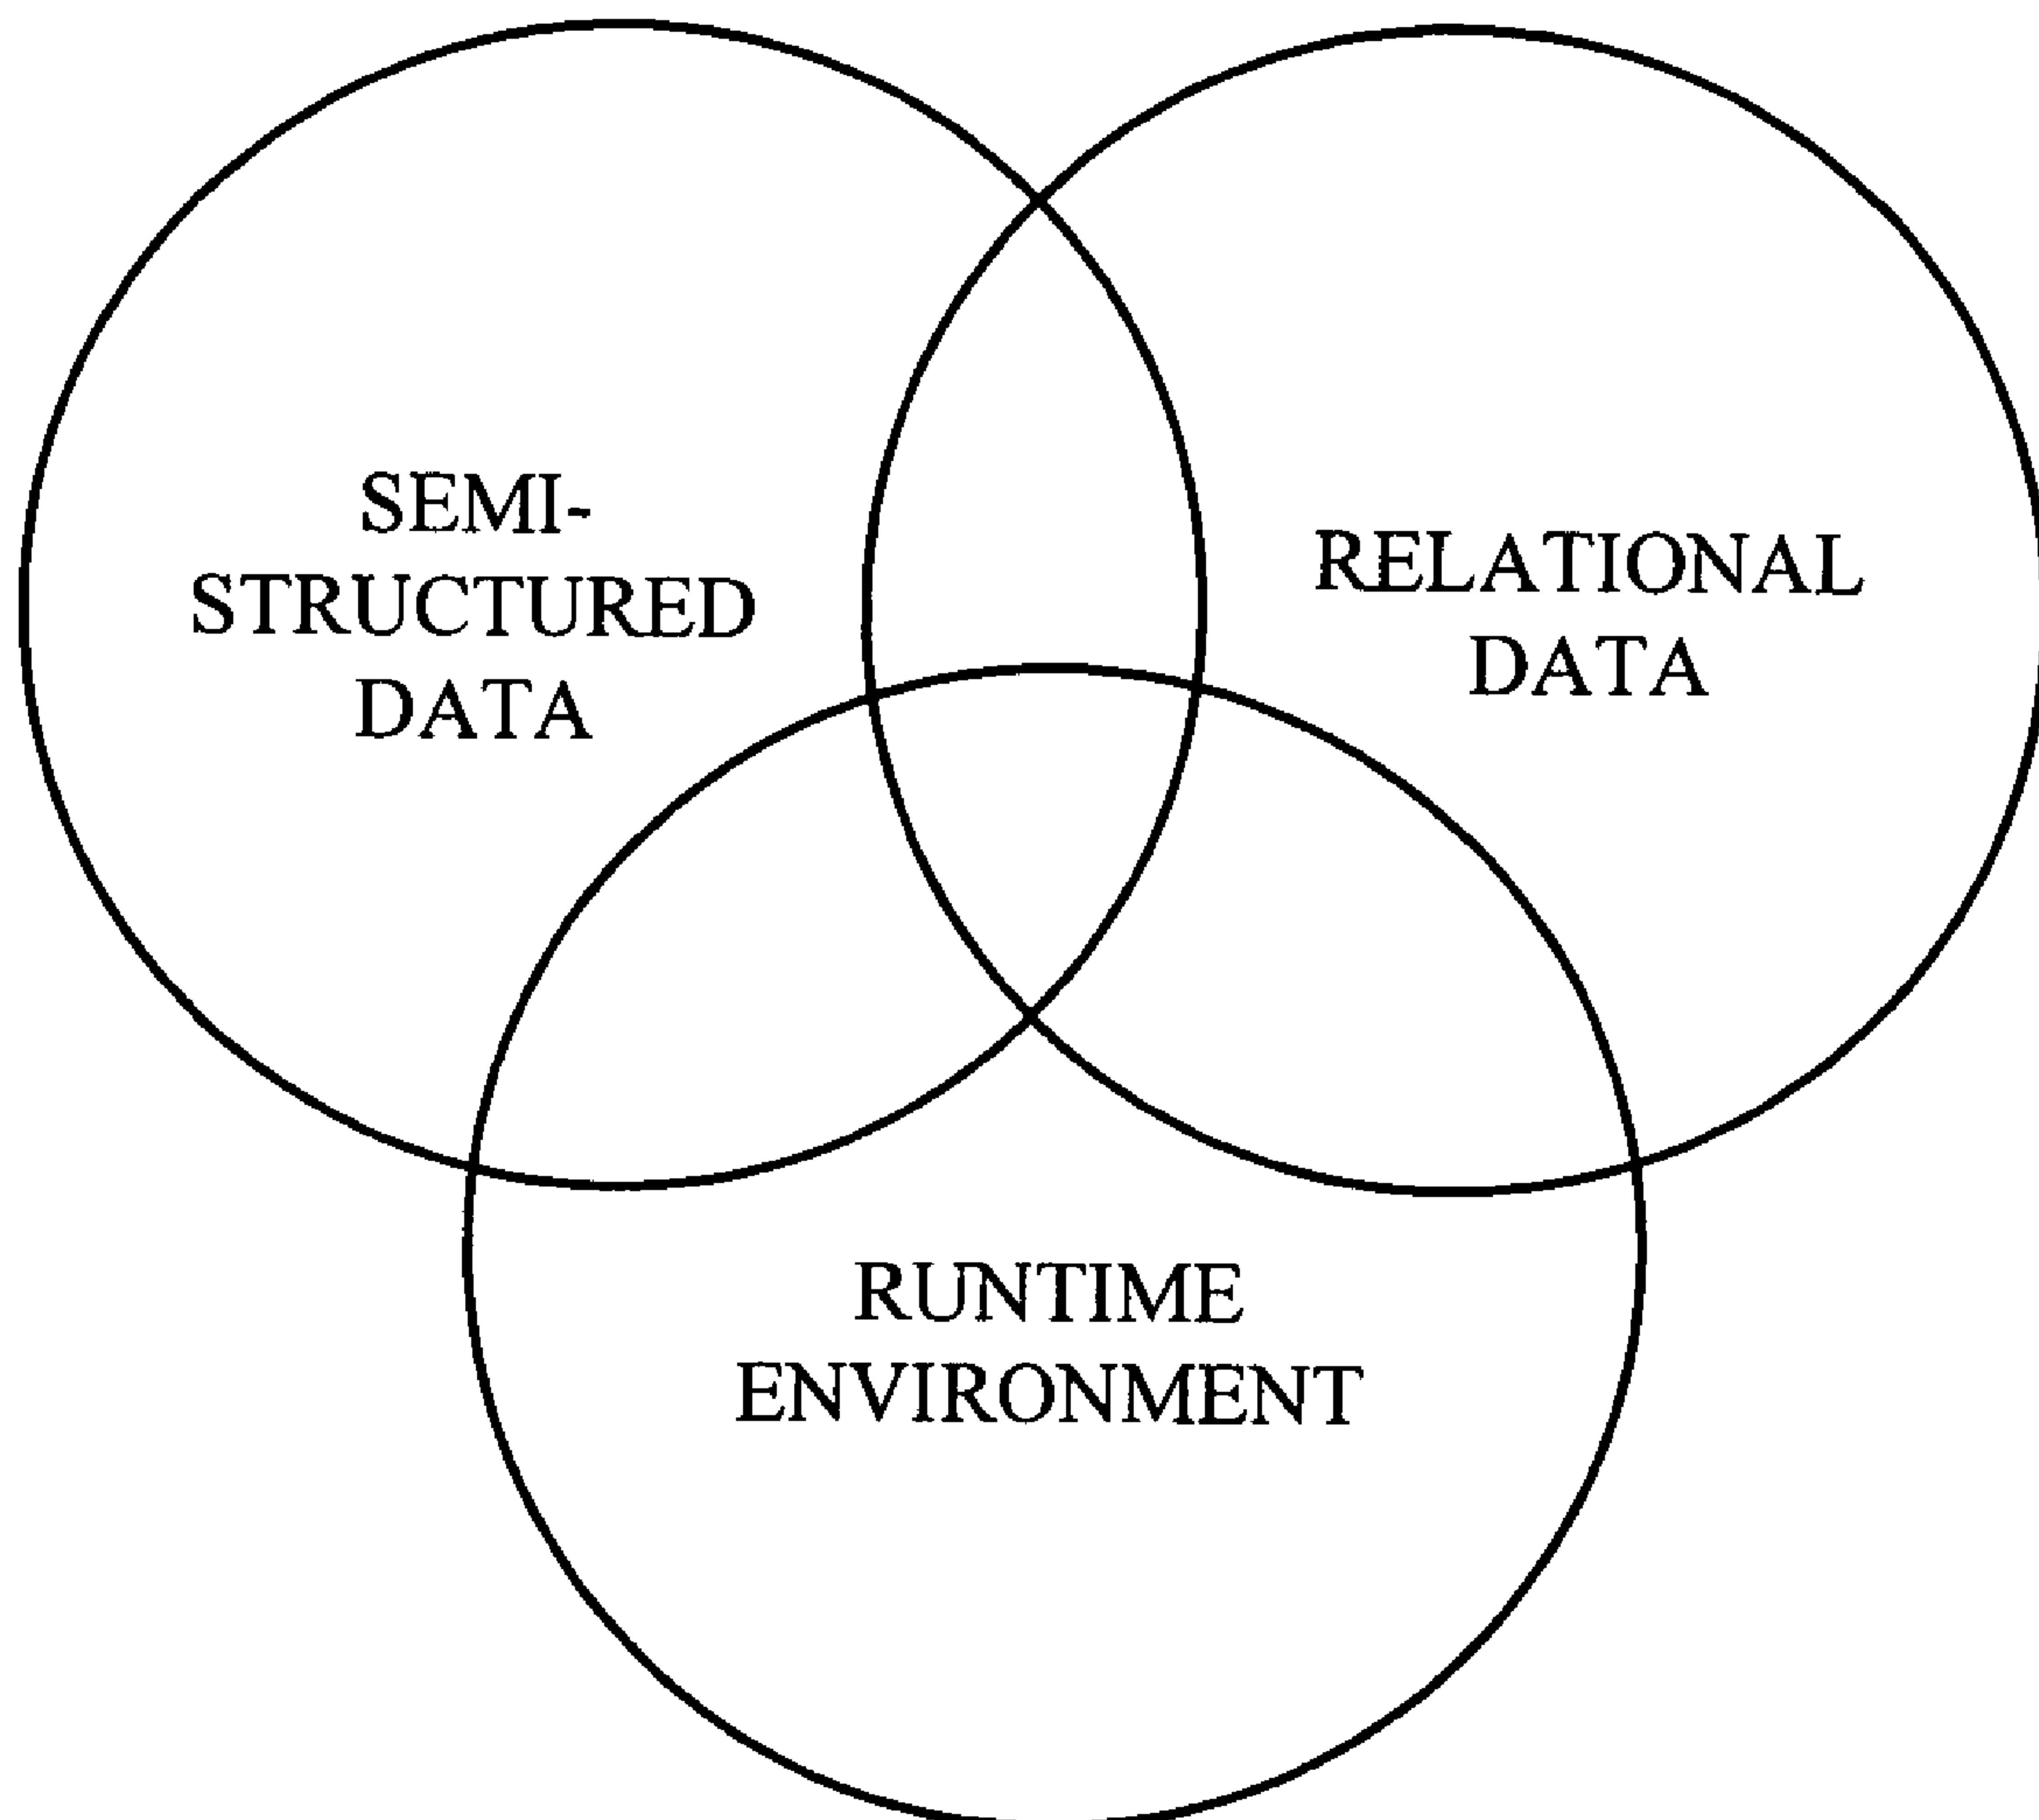 SEMI-
STRUCTURED
DATA
RELATIONAL
DATA
RUNTIME
ENVIRONMENT